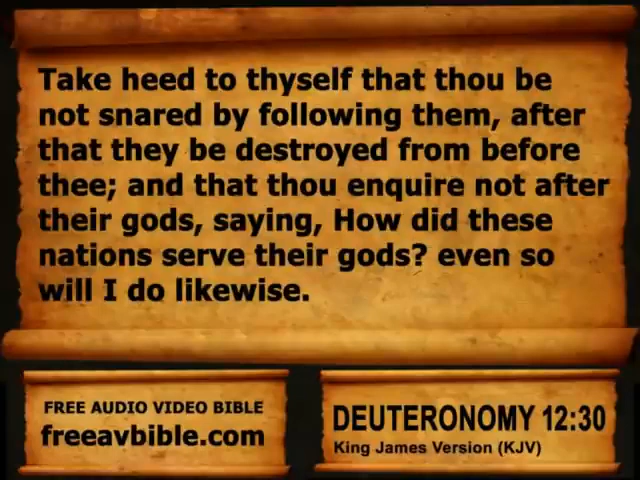 Take heed to thyself that thou be
not snared by following them, after
that they be destroyed from before
thee; and that thou enquire not after
their gods, saying, How did these
nations serve their gods? even so
will I do likewise.
FREE AUDIO VIDEO BIBLE
freeavbible.com
DEUTERONOMY 12:30
King James Version (KJV)